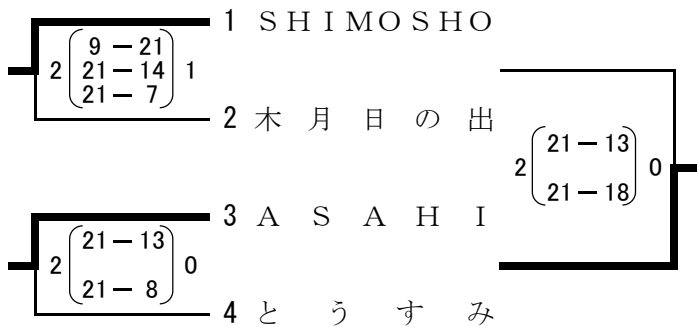 1 SHIMOSHO
2 ( 9 － 21 ) 1
21 － 14
21 － 7
2 木月日の出
2 ( 21 － 13 ) 0
21 － 18
3 ASAHI
2 ( 21 － 13 ) 0
21 － 8
4 とうすみ